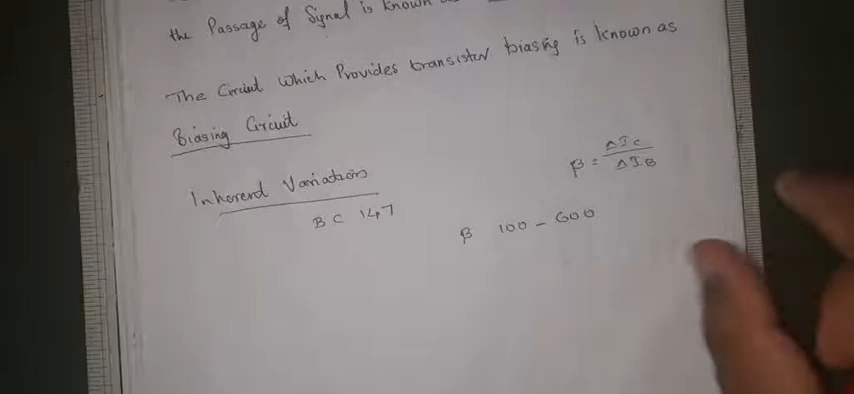 the Passage of Signal is known
The Circuit which Provides transistor biasing is known as
Biasing Circuit
β = ΔIc / ΔIB
Inherend Variations
BC 147
β 100 - 600